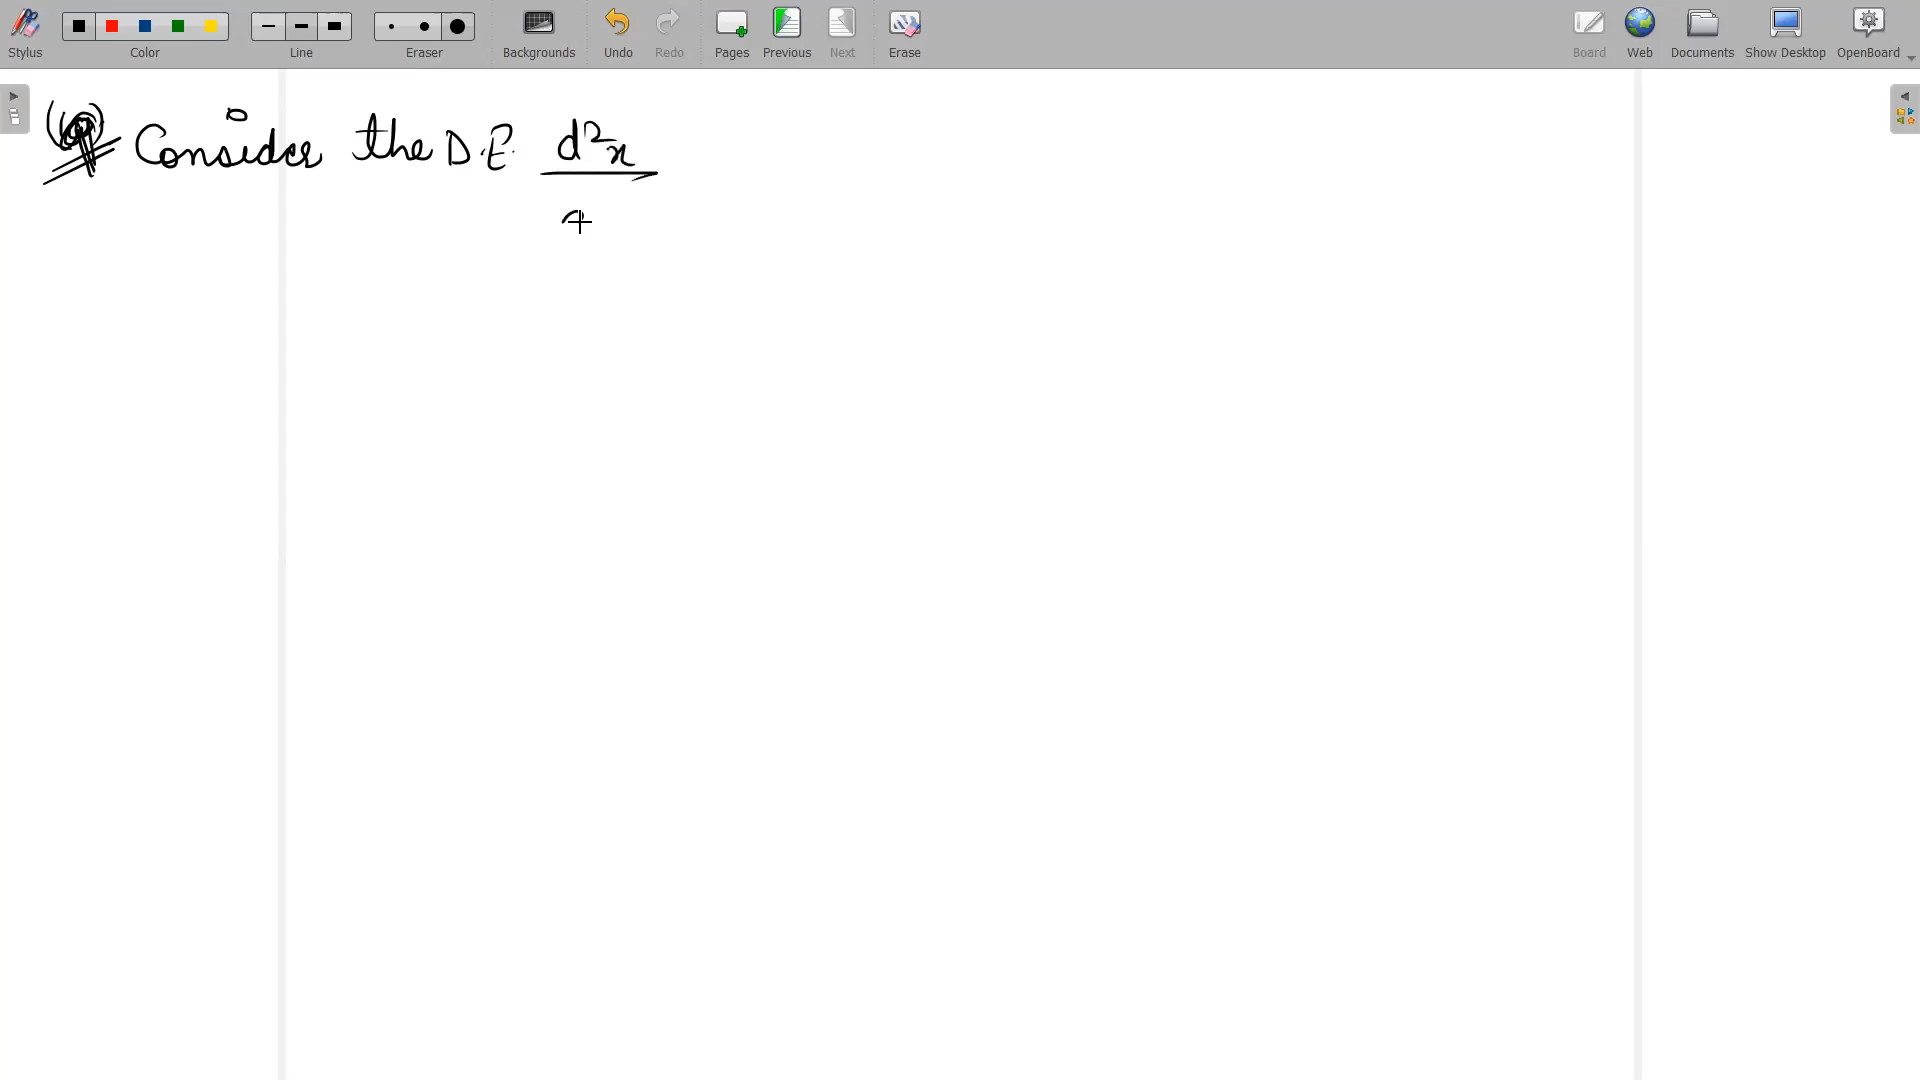 Stylus Color Line Eraser Backgrounds Undo Redo Pages Previous Next Erase Board Web Documents Show Desktop OpenBoard
Consider the D.E. d²x